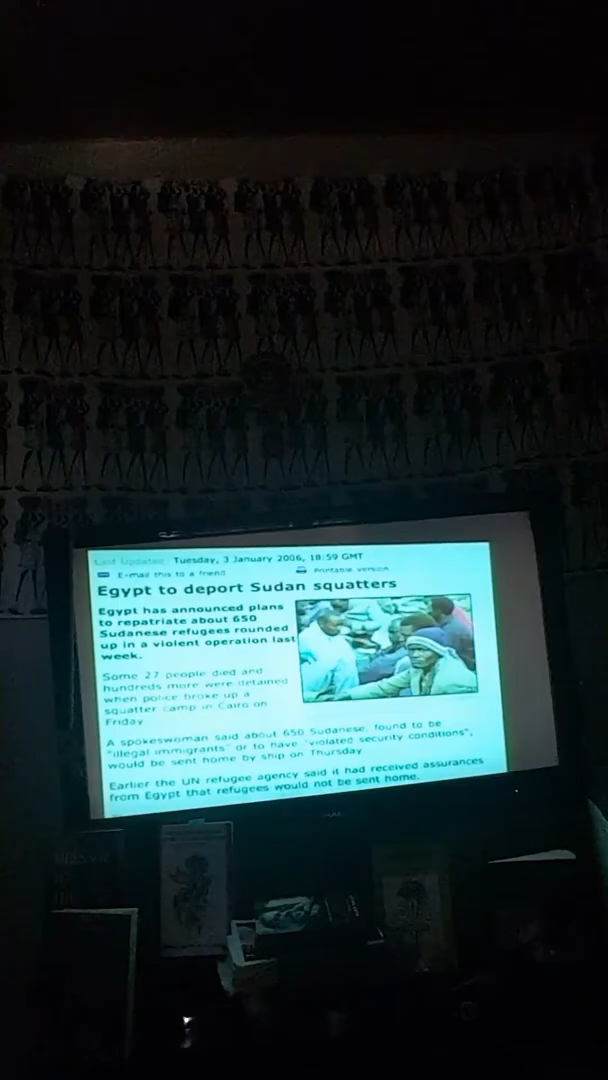 Last Updated: Tuesday, 3 January 2006, 18:59 GMT
E-mail this to a friend
Printable version
Egypt to deport Sudan squatters
Egypt has announced plans
to repatriate about 650
Sudanese refugees rounded
up in a violent operation last
week.
Some 27 people died and
hundreds more were detained
when police broke up a
squatter camp in Cairo on
Friday
A spokeswoman said about 650 Sudanese, found to be
"illegal immigrants" or to have "violated security conditions",
would be sent home by ship on Thursday
Earlier the UN refugee agency said it had received assurances
from Egypt that refugees would not be sent home.